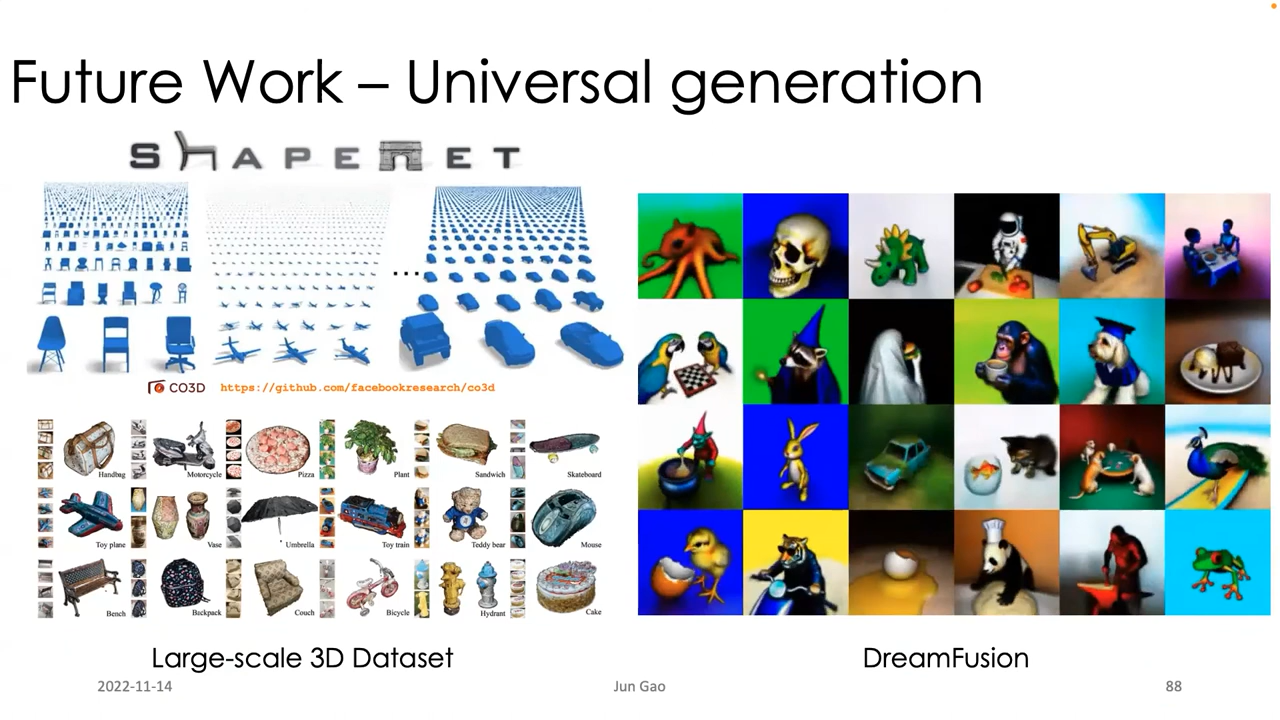 Future Work – Universal generation
SHAPENET
...
CO3D https://github.com/facebookresearch/co3d
Handbag Motorcycle Pizza Plant Sandwich Skateboard
Toy plane Vase Umbrella Toy train Teddy bear Mouse
Bench Backpack Couch Bicycle Hydrant Cake
Large-scale 3D Dataset DreamFusion
2022-11-14 Jun Gao 88